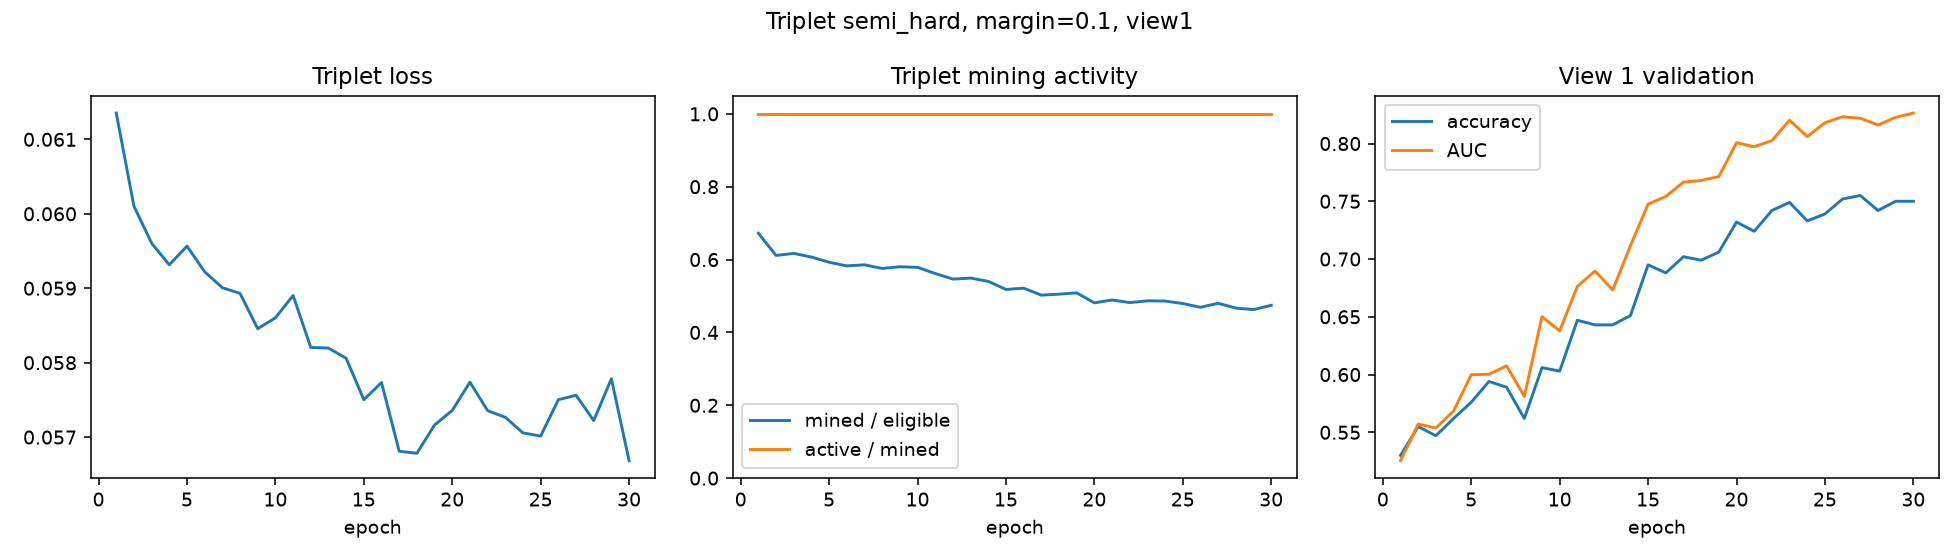 Triplet semi_hard, margin=0.1, view1
Triplet loss
0.061
0.060
0.059
0.058
0.057
0 5 10 15 20 25 30
epoch
Triplet mining activity
1.0
0.8
0.6
0.4
0.2
0.0
mined / eligible
active / mined
0 5 10 15 20 25 30
epoch
View 1 validation
accuracy
AUC
0.80
0.75
0.70
0.65
0.60
0.55
0 5 10 15 20 25 30
epoch